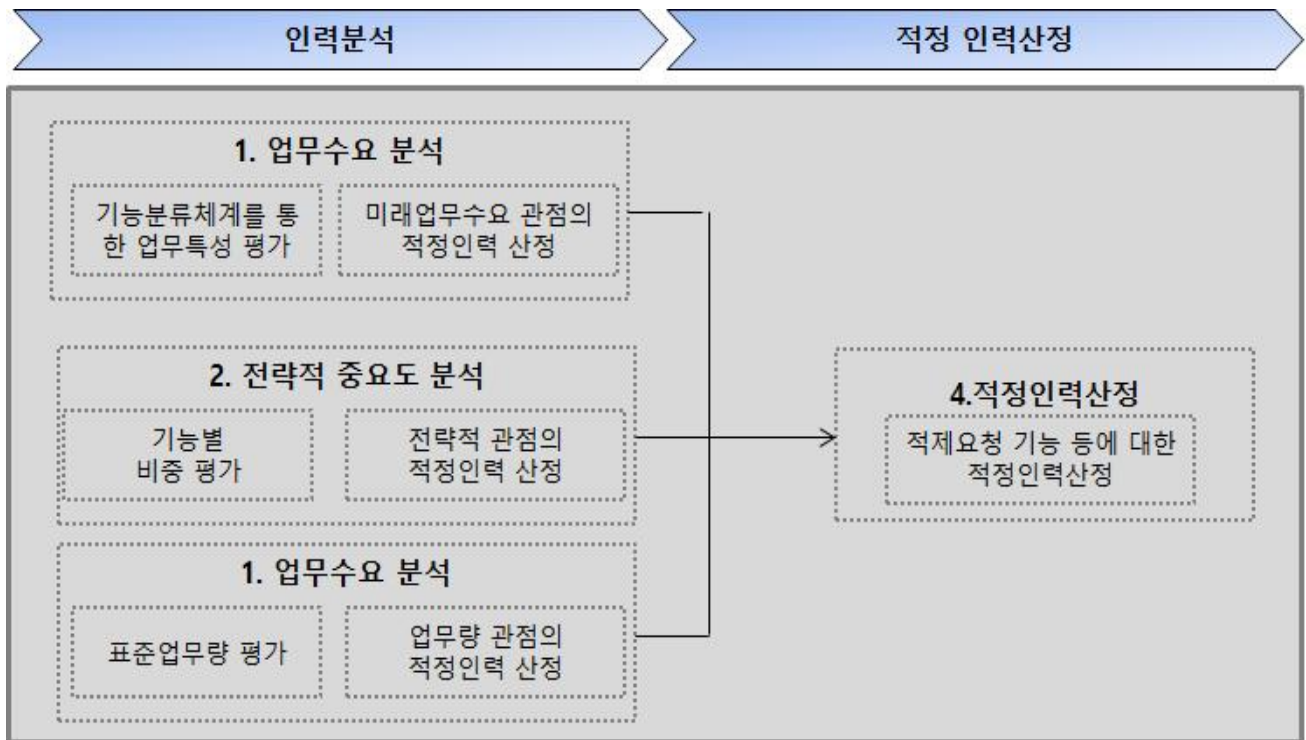 인력분석
적정 인력산정
1. 업무수요 분석
기능분류체계를 통
한 업무특성 평가
미래업무수요 관점의
적정인력 산정
2. 전략적 중요도 분석
기능별
비중 평가
전략적 관점의
적정인력 산정
1. 업무수요 분석
표준업무량 평가
업무량 관점의
적정인력 산정
4.적정인력산정
적제요청 기능 등에 대한
적정인력산정